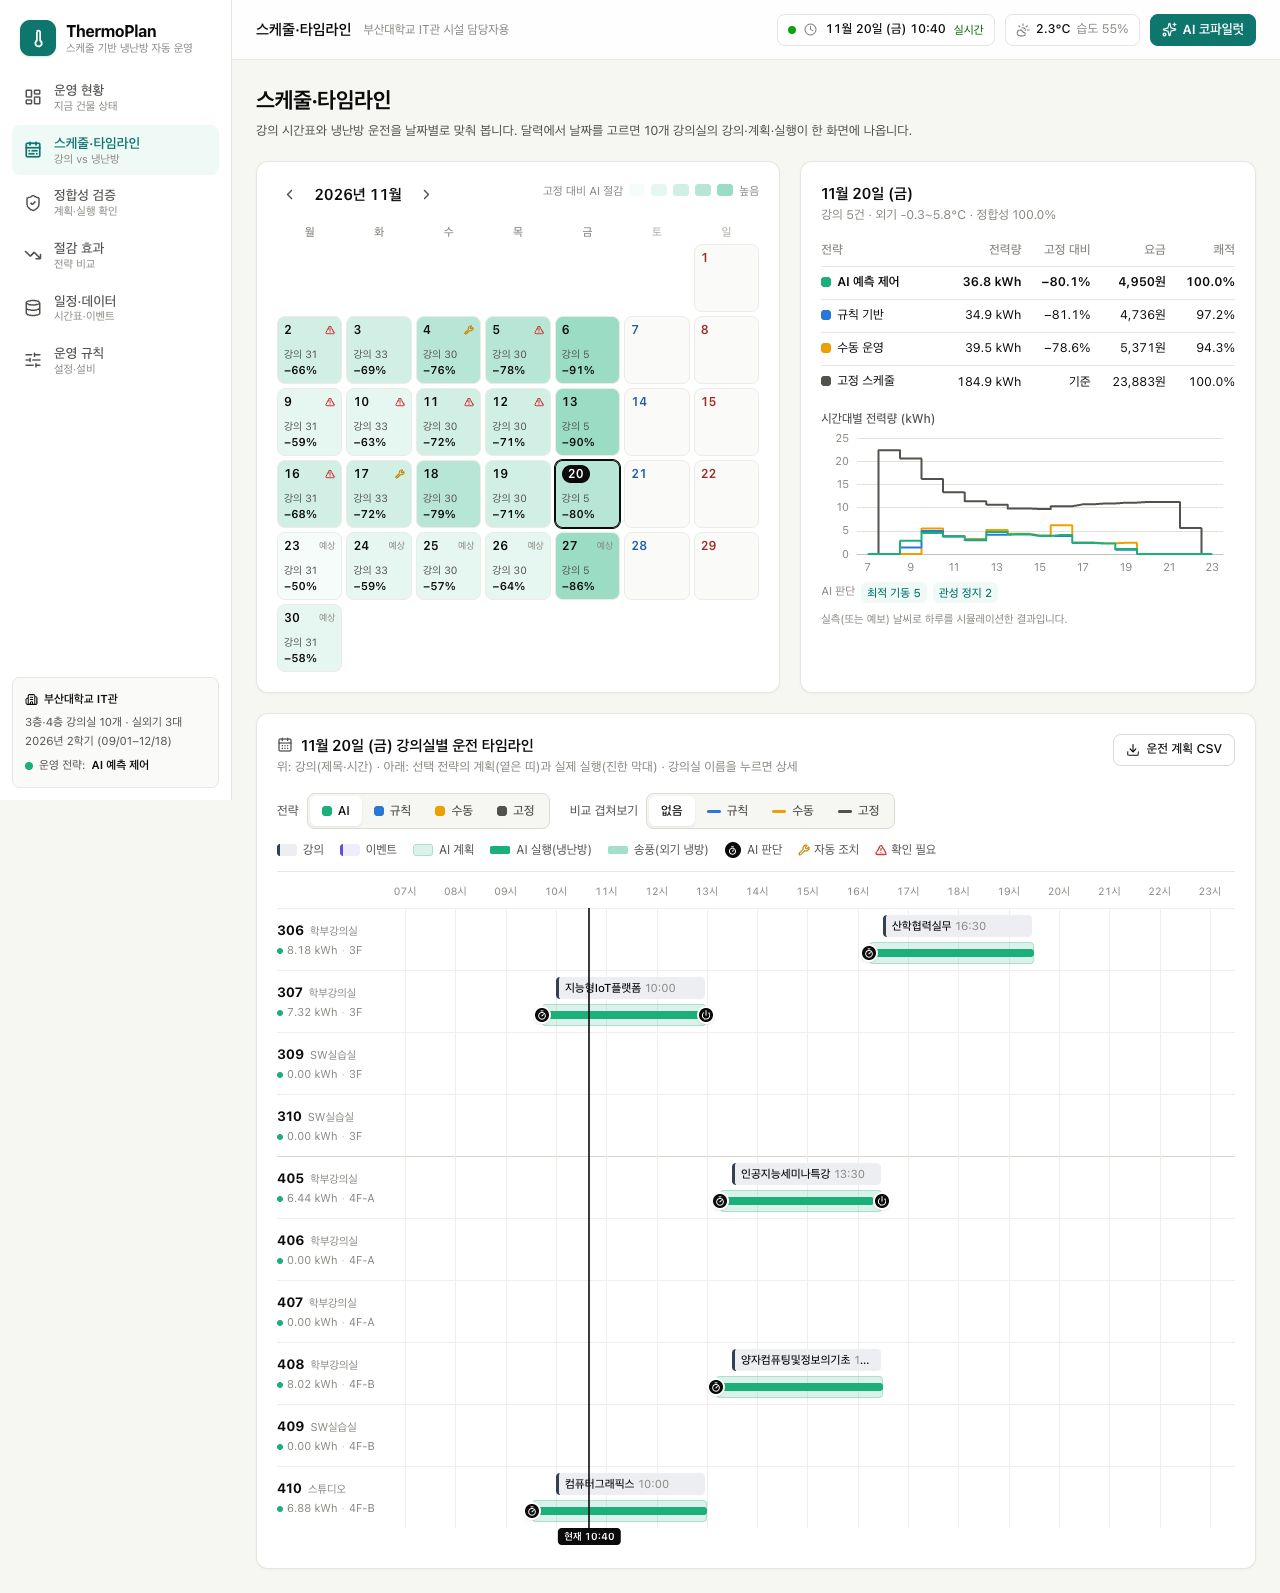 ThermoPlan
스케줄 기반 냉난방 자동 운영
운영 현황
지금 건물 상태
스케줄·타임라인
강의 vs 냉난방
정합성 검증
계획·실행 확인
절감 효과
전략 비교
일정·데이터
시간표·이벤트
운영 규칙
설정·설비
부산대학교 IT관
3층·4층 강의실 10개 · 실외기 3대
2026년 2학기 (09/01–12/18)
운영 전략: AI 예측 제어
스케줄·타임라인 부산대학교 IT관 시설 담당자용
11월 20일 (금) 10:40 실시간
2.3°C 습도 55%
AI 코파일럿
스케줄·타임라인
강의 시간표와 냉난방 운전을 날짜별로 맞춰 봅니다. 달력에서 날짜를 고르면 10개 강의실의 강의·계획·실행이 한 화면에 나옵니다.
2026년 11월
고정 대비 AI 절감 높음
월 화 수 목 금 토 일
1
2 3 4 5 6 7 8
강의 31 강의 33 강의 30 강의 30 강의 5
−66% −69% −76% −78% −91%
9 10 11 12 13 14 15
강의 31 강의 33 강의 30 강의 30 강의 5
−59% −63% −72% −71% −90%
16 17 18 19 20 21 22
강의 31 강의 33 강의 30 강의 30 강의 5
−68% −72% −79% −71% −80%
23 예상 24 예상 25 예상 26 예상 27 예상 28 29
강의 31 강의 33 강의 30 강의 30 강의 5
−50% −59% −57% −64% −86%
30 예상
강의 31
−58%
11월 20일 (금)
강의 5건 · 외기 -0.3~5.8°C · 정합성 100.0%
전략 전력량 고정 대비 요금 쾌적
AI 예측 제어 36.8 kWh −80.1% 4,950원 100.0%
규칙 기반 34.9 kWh −81.1% 4,736원 97.2%
수동 운영 39.5 kWh −78.6% 5,371원 94.3%
고정 스케줄 184.9 kWh 기준 23,883원 100.0%
시간대별 전력량 (kWh)
25
20
15
10
5
0
7 9 11 13 15 17 19 21 23
AI 판단 최적 기동 5 관성 정지 2
실측(또는 예보) 날씨로 하루를 시뮬레이션한 결과입니다.
11월 20일 (금) 강의실별 운전 타임라인
위: 강의(제목·시간) · 아래: 선택 전략의 계획(옅은 띠)과 실제 실행(진한 막대) · 강의실 이름을 누르면 상세
운전 계획 CSV
전략 AI 규칙 수동 고정 비교 겹쳐보기 없음 규칙 수동 고정
강의 이벤트 AI 계획 AI 실행(냉난방) 송풍(외기 냉방) AI 판단 자동 조치 확인 필요
07시 08시 09시 10시 11시 12시 13시 14시 15시 16시 17시 18시 19시 20시 21시 22시 23시
306 학부강의실
8.18 kWh · 3F
산학협력실무 16:30
307 학부강의실
7.32 kWh · 3F
지능형IoT플랫폼 10:00
309 SW실습실
0.00 kWh · 3F
310 SW실습실
0.00 kWh · 3F
405 학부강의실
6.44 kWh · 4F-A
인공지능세미나특강 13:30
406 학부강의실
0.00 kWh · 4F-A
407 학부강의실
0.00 kWh · 4F-A
408 학부강의실
8.02 kWh · 4F-B
양자컴퓨팅및정보의기초 1...
409 SW실습실
0.00 kWh · 4F-B
410 스튜디오
6.88 kWh · 4F-B
컴퓨터그래픽스 10:00
현재 10:40